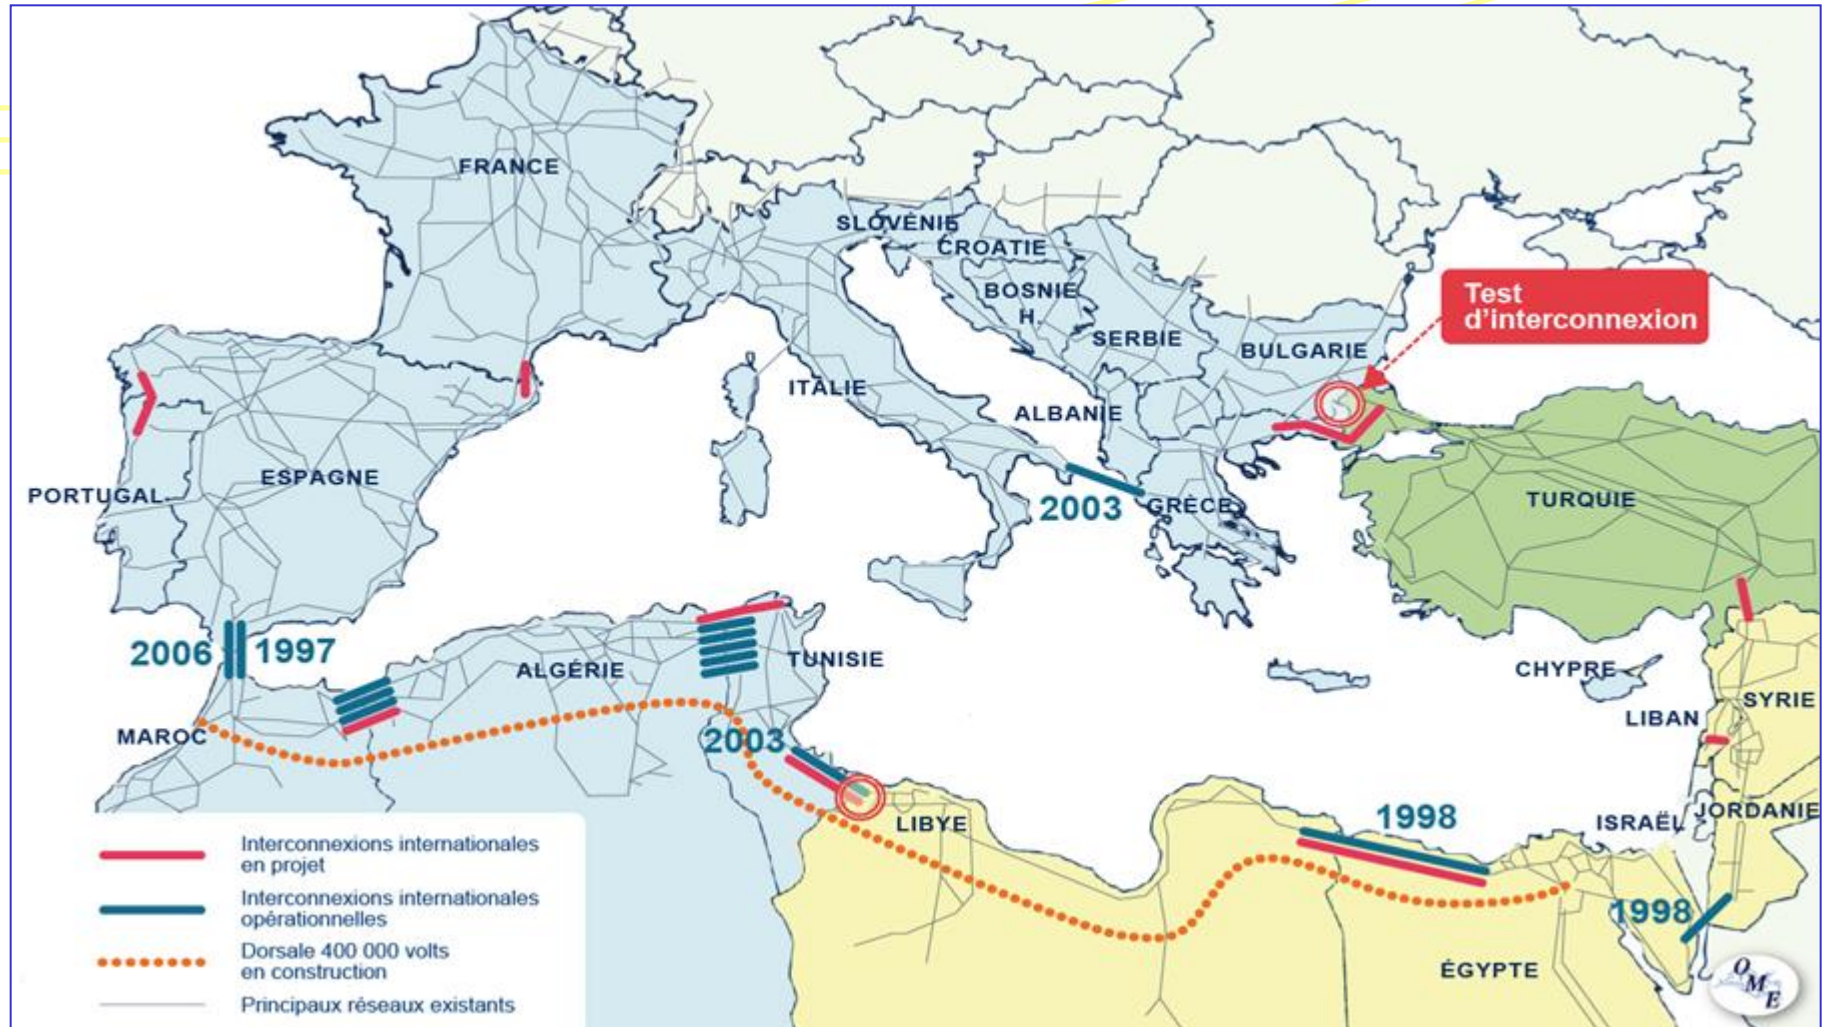 FRANCE
SLOVÉNIE
CROATIE
BOSNIE
H.
SERBIE
BULGARIE
Test
d'interconnexion
ITALIE
ALBANIE
ESPAGNE
PORTUGAL
2003
GRÈCE
TURQUIE
2006
1997
ALGÉRIE
TUNISIE
CHYPRE
SYRIE
LIBAN
MAROC
2003
LIBYE
1998
ISRAËL
JORDANIE
1998
ÉGYPTE
Interconnexions internationales
en projet
Interconnexions internationales
opérationnelles
Dorsale 400 000 volts
en construction
Principaux réseaux existants
OME